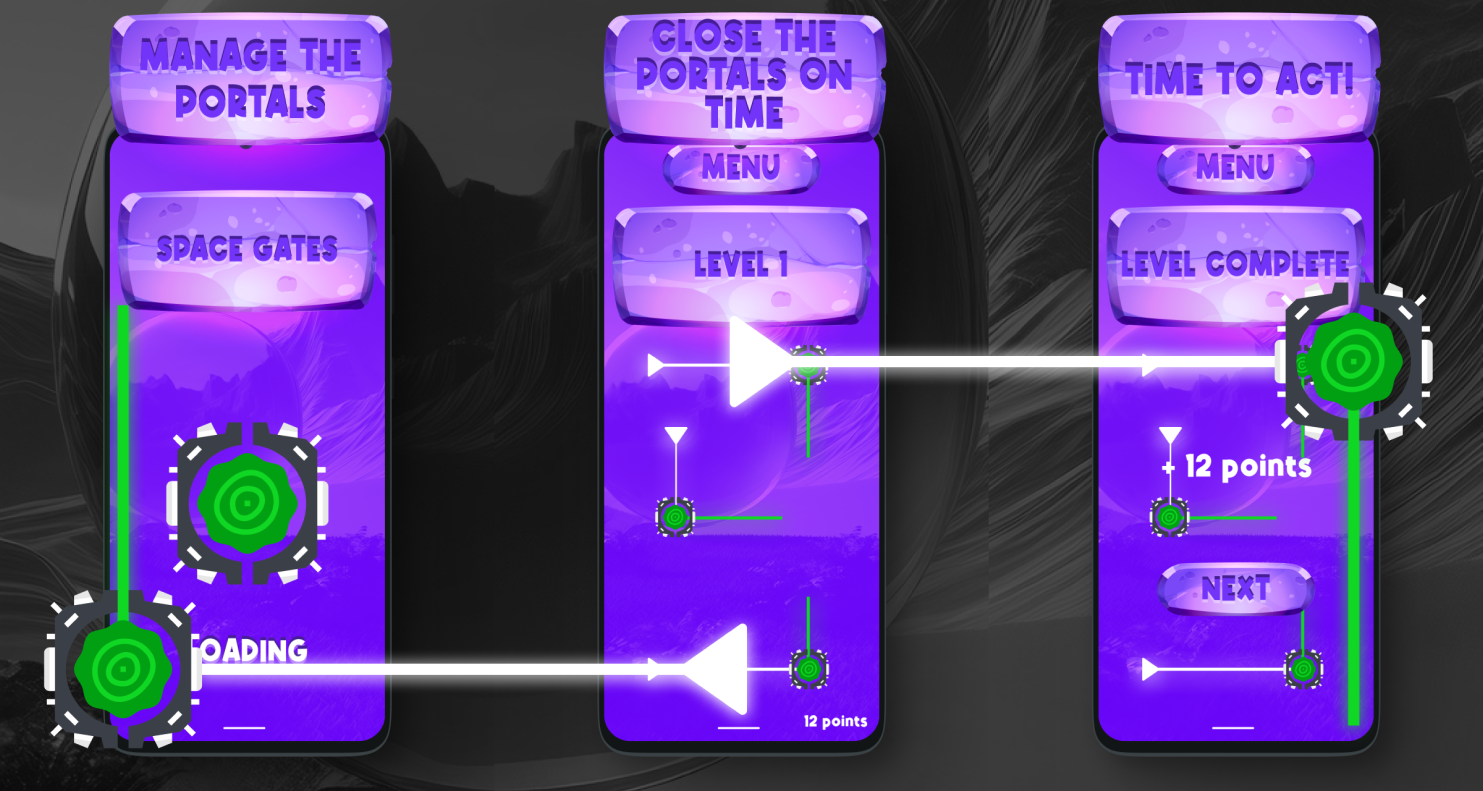 MANAGE THE
PORTALS
SPACE GATES
OADING
CLOSE THE
PORTALS ON
TIME
MENU
LEVEL 1
12 points
TIME TO ACT!
MENU
LEVEL COMPLETE
+ 12 points
NEXT